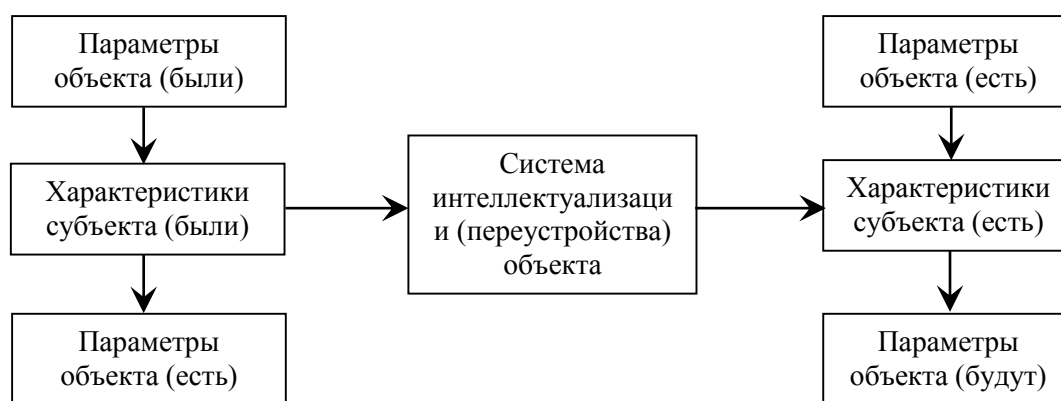 Параметры
объекта (были)
Характеристики
субъекта (были)
Параметры
объекта (есть)
Система
интеллектуализаци
и (переустройства)
объекта
Параметры
объекта (есть)
Характеристики
субъекта (есть)
Параметры
объекта (будут)